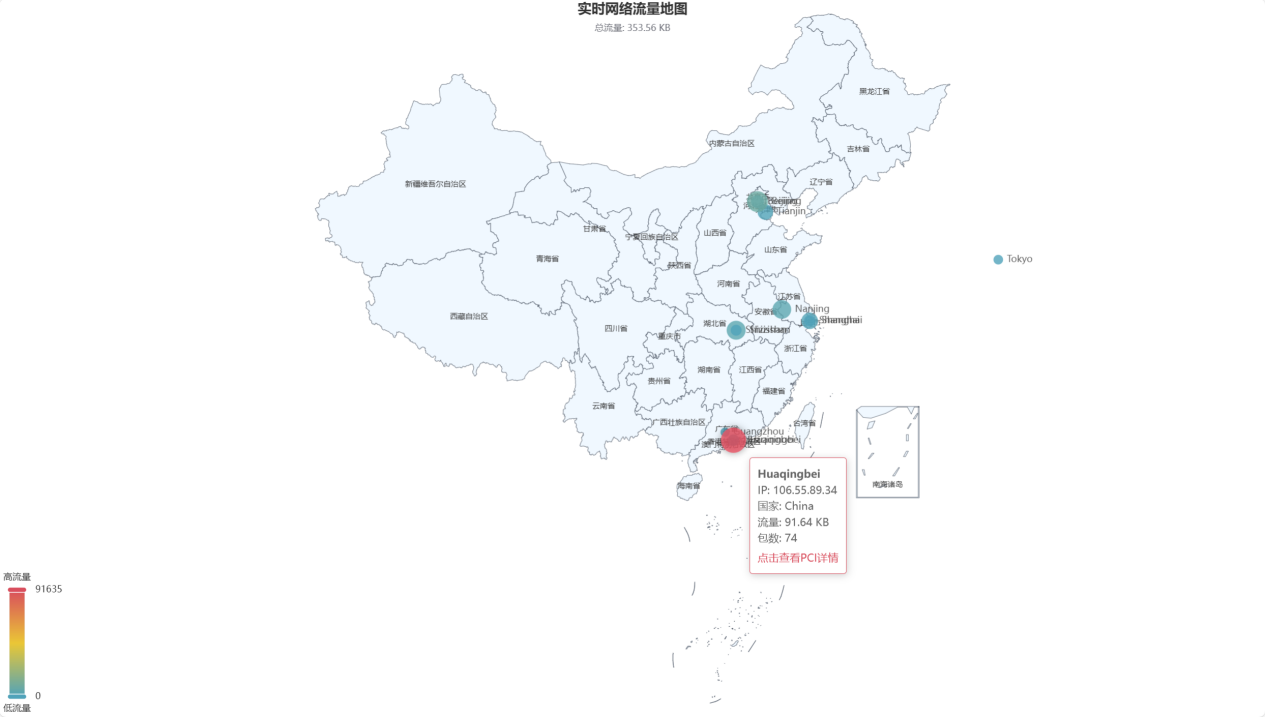 实时网络流量地图
总流量: 353.56 KB
黑龙江省
内蒙古自治区
吉林省
辽宁省
新疆维吾尔自治区
Beijing
Tianjin
甘肃省
宁夏回族自治区
山西省
山东省
青海省
陕西省
Tokyo
河南省
江苏省
安徽省
Nanjing
西藏自治区
四川省
湖北省
Shanghai
重庆市
浙江省
湖南省
江西省
贵州省
福建省
云南省
广西壮族自治区
台湾省
Guangzhou
Huaqingbei
海南省
南海诸岛
Huaqingbei
IP: 106.55.89.34
国家: China
流量: 91.64 KB
包数: 74
点击查看PCI详情
高流量
91635
0
低流量